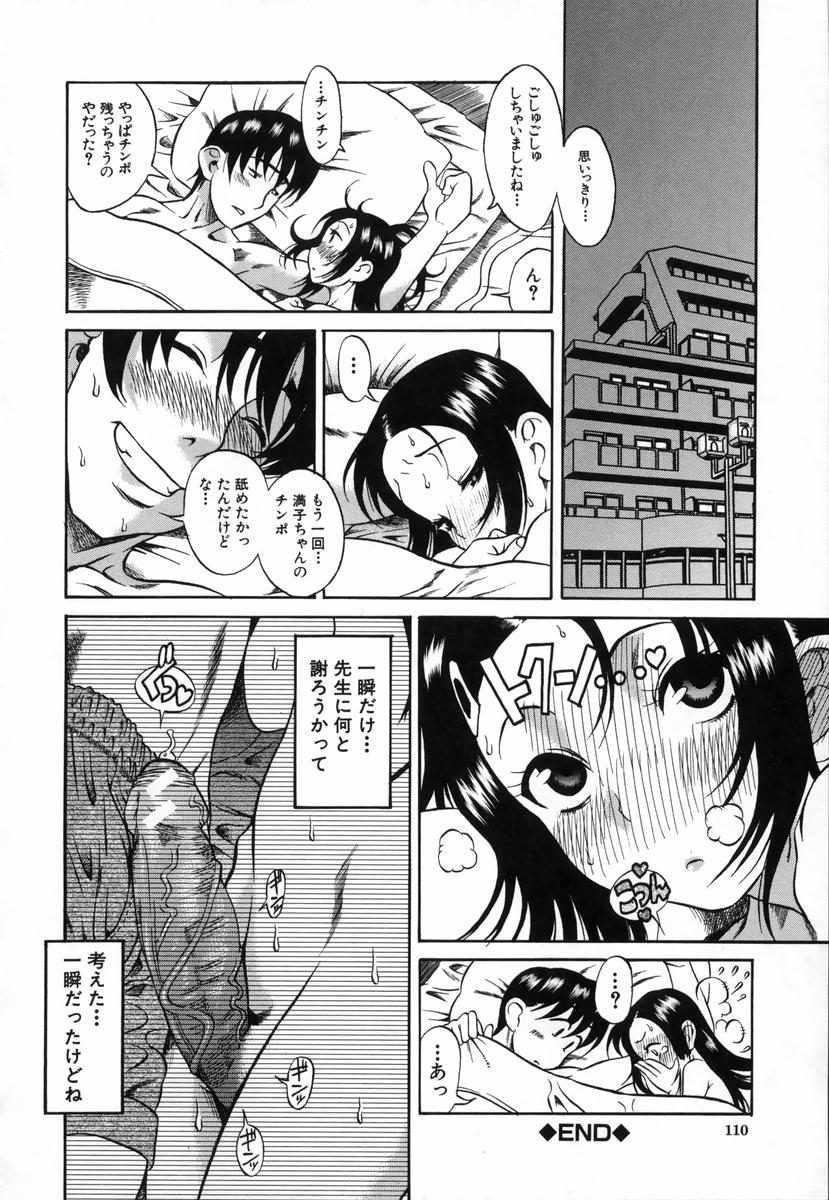 思いっきり…
ごしゅごしゅ
しちゃいましたね…
ん?
…チンチン
やっぱチンポ
残っちゃうの
やだった?
…
もう一回…
満子ちゃんの
チンポ
舐めたかっ
たんだけど
な…
トクーン…♡
こつん
一瞬だけ…
先生に何と
謝ろうかって
ぐっ
ギン
ギンッ
ギンッ
考えた…
一瞬だったけどね
…?
…あっ
◆END◆
110